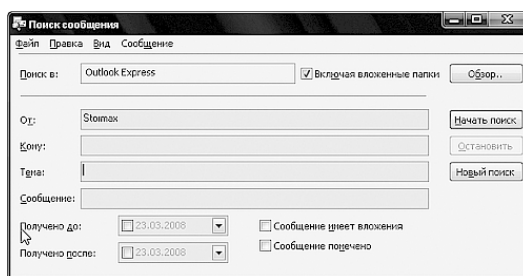 Поиск сообщения
Файл Правка Вид Сообщение
Поиск в: Outlook Express Включая вложенные папки Обзор..
От: Stormax Начать поиск
Кому: Остановить
Тема: Новый поиск
Сообщение:
Получено до: 23.03.2008 Сообщение имеет вложения
Получено после: 23.03.2008 Сообщение помечено